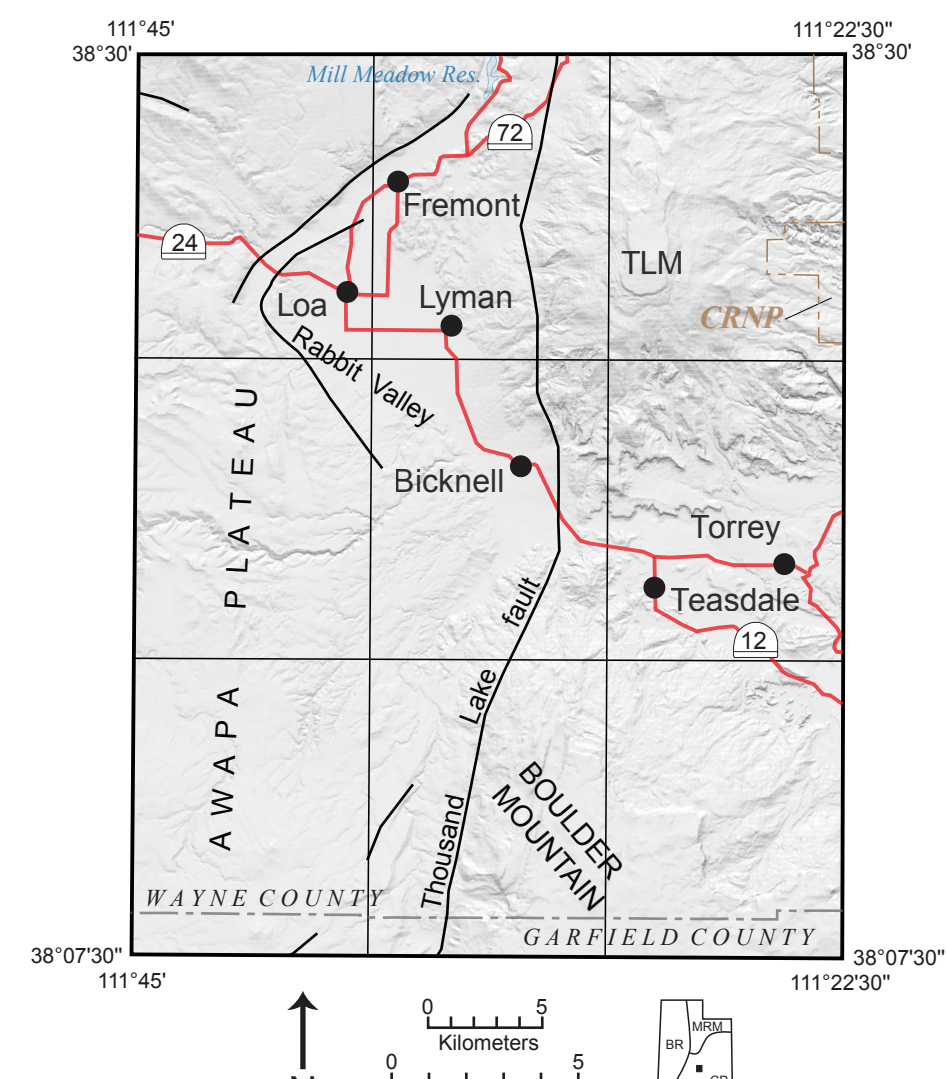 111°45'
111°22'30"
38°30'
38°30'
Mill Meadow Res.
72
Fremont
24
TLM
Loa
Lyman
CRNP
Rabbit Valley
Bicknell
Torrey
Teasdale
12
fault
Lake
Thousand
AWAPA PLATEAU
BOULDER
MOUNTAIN
WAYNE COUNTY
GARFIELD COUNTY
38°07'30"
38°07'30"
111°45'
111°22'30"
0 5
Kilometers
0 5
MRM
BR